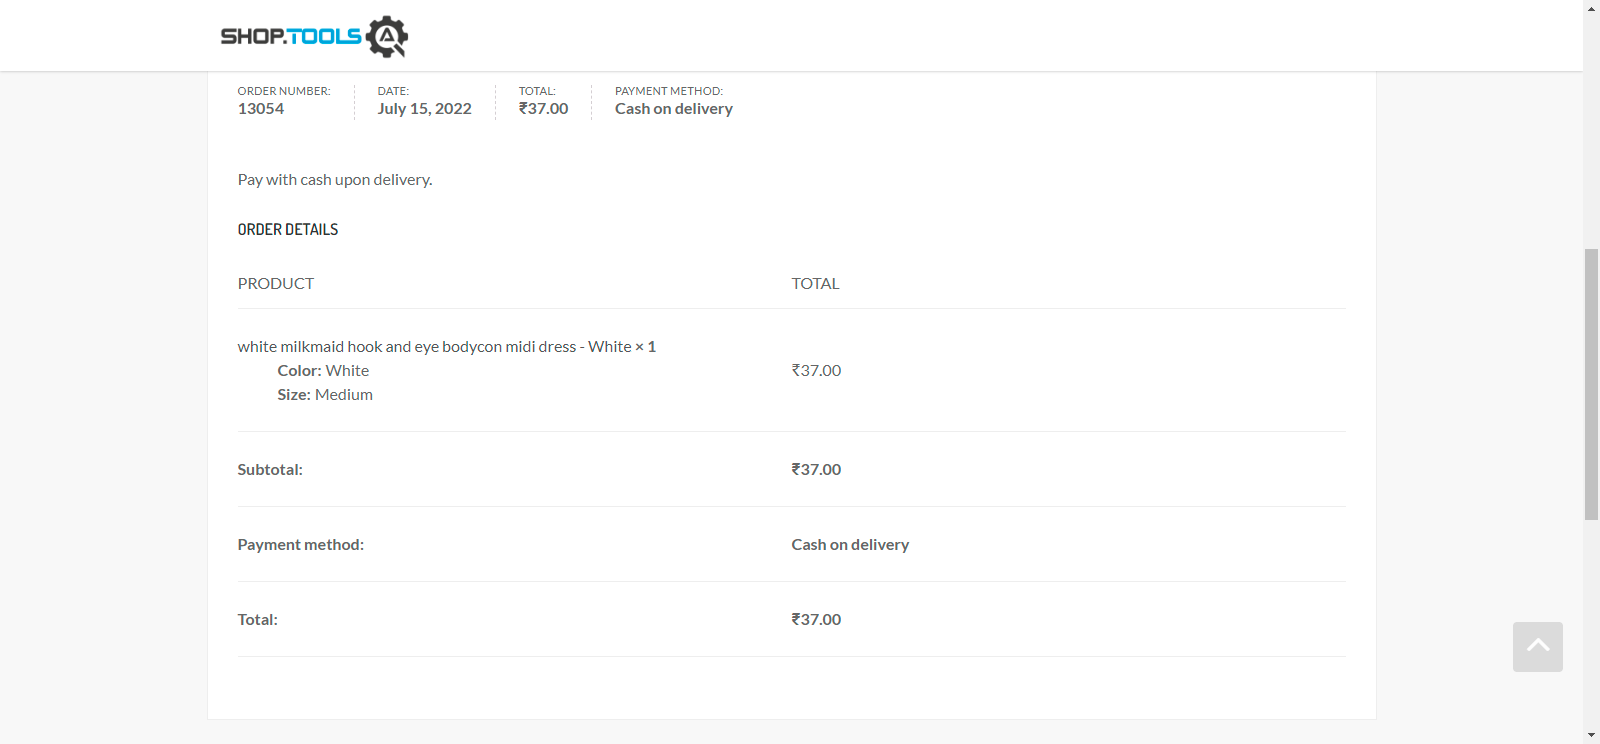 SHOP.TOOLS
ORDER NUMBER:
13054
DATE:
July 15, 2022
TOTAL:
₹37.00
PAYMENT METHOD:
Cash on delivery
Pay with cash upon delivery.
ORDER DETAILS
PRODUCT TOTAL
white milkmaid hook and eye bodycon midi dress - White × 1
Color: White
₹37.00
Size: Medium
Subtotal: ₹37.00
Payment method: Cash on delivery
Total: ₹37.00